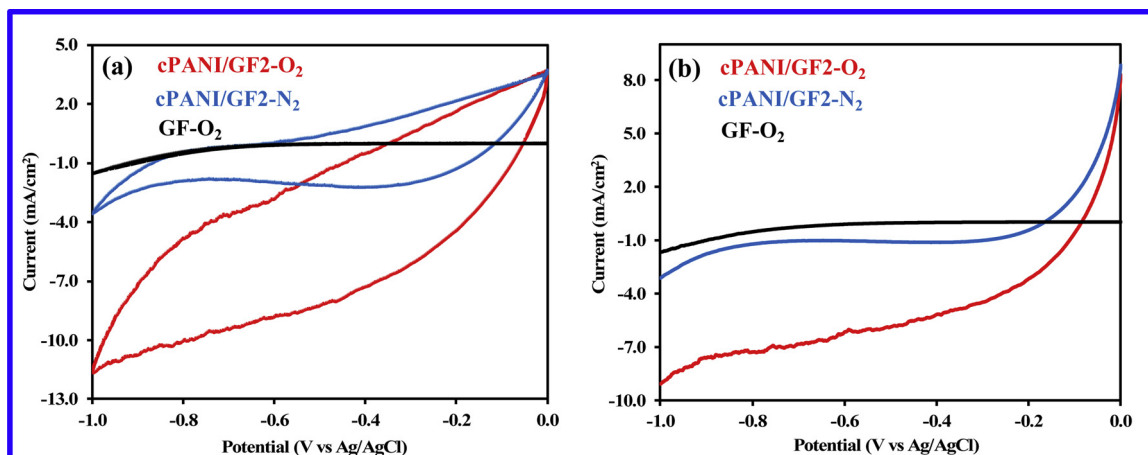 (a)
cPANI/GF2-O₂
cPANI/GF2-N₂
GF-O₂
5.0
2.0
-1.0
-4.0
-7.0
-10.0
-13.0
Current (mA/cm²)
-1.0 -0.8 -0.6 -0.4 -0.2 0.0
Potential (V vs Ag/AgCl)
(b)
cPANI/GF2-O₂
cPANI/GF2-N₂
GF-O₂
8.0
5.0
2.0
-1.0
-4.0
-7.0
-10.0
Current (mA/cm²)
-1.0 -0.8 -0.6 -0.4 -0.2 0.0
Potential (V vs Ag/AgCl)